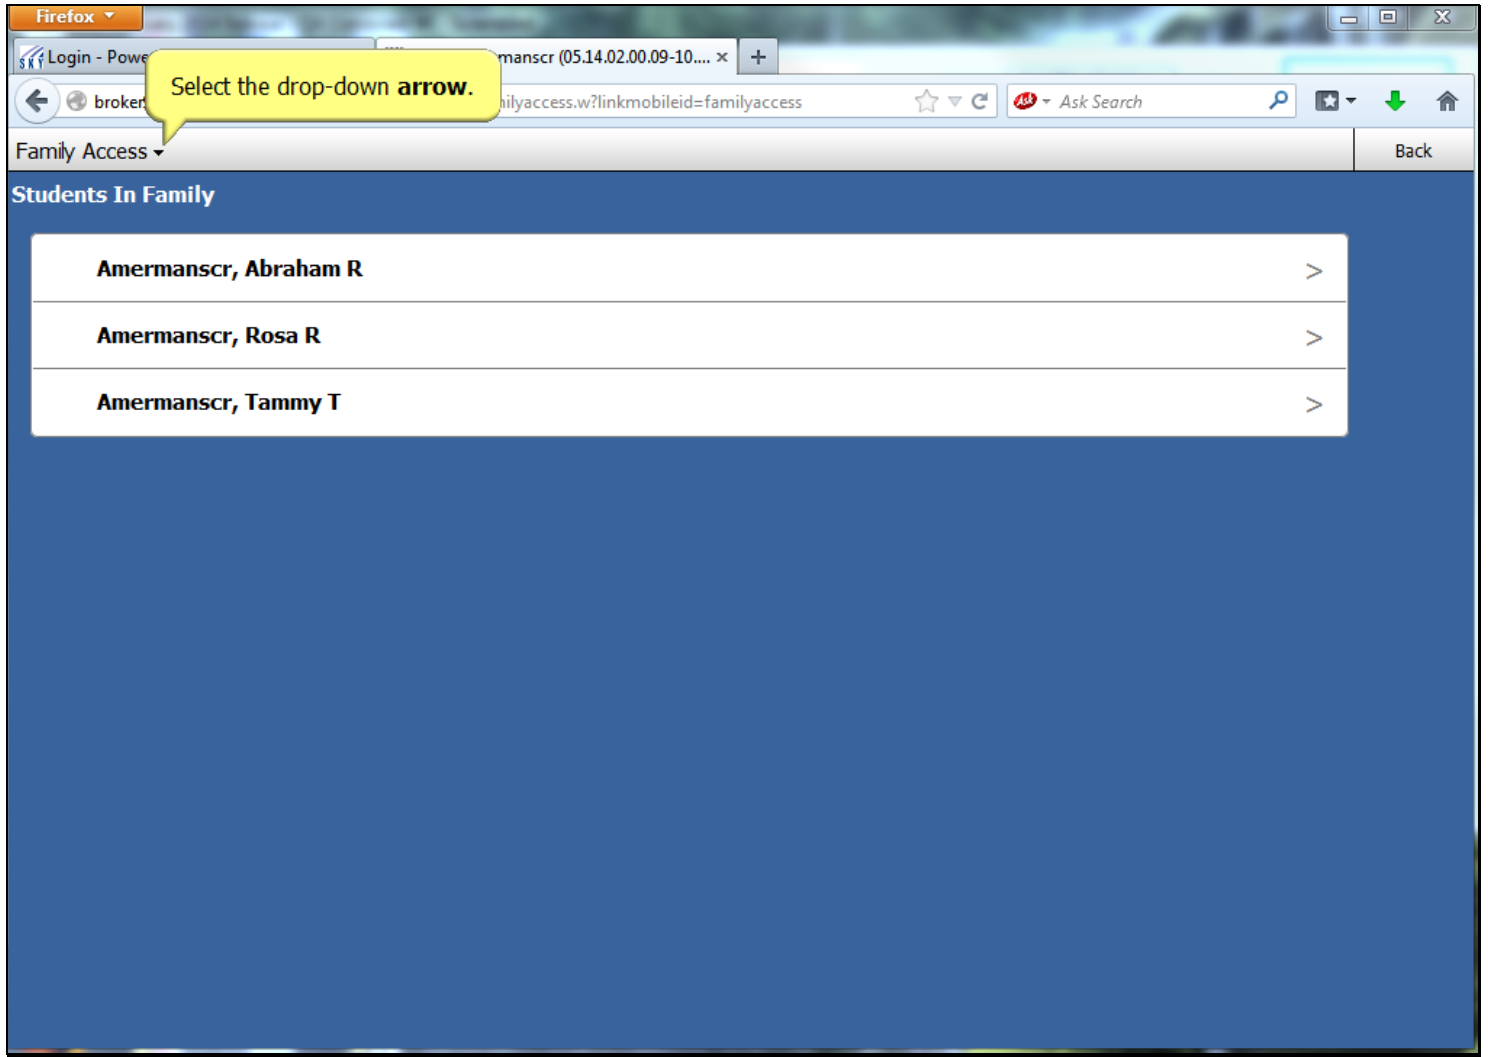 Firefox
Login - Powe
manscr (05.14.02.00.09-10.... × +
Select the drop-down arrow.
broker
ilyaccess.w?linkmobileid=familyaccess
Ask Ask Search
Family Access
Back
Students In Family
Amermanscr, Abraham R >
Amermanscr, Rosa R >
Amermanscr, Tammy T >